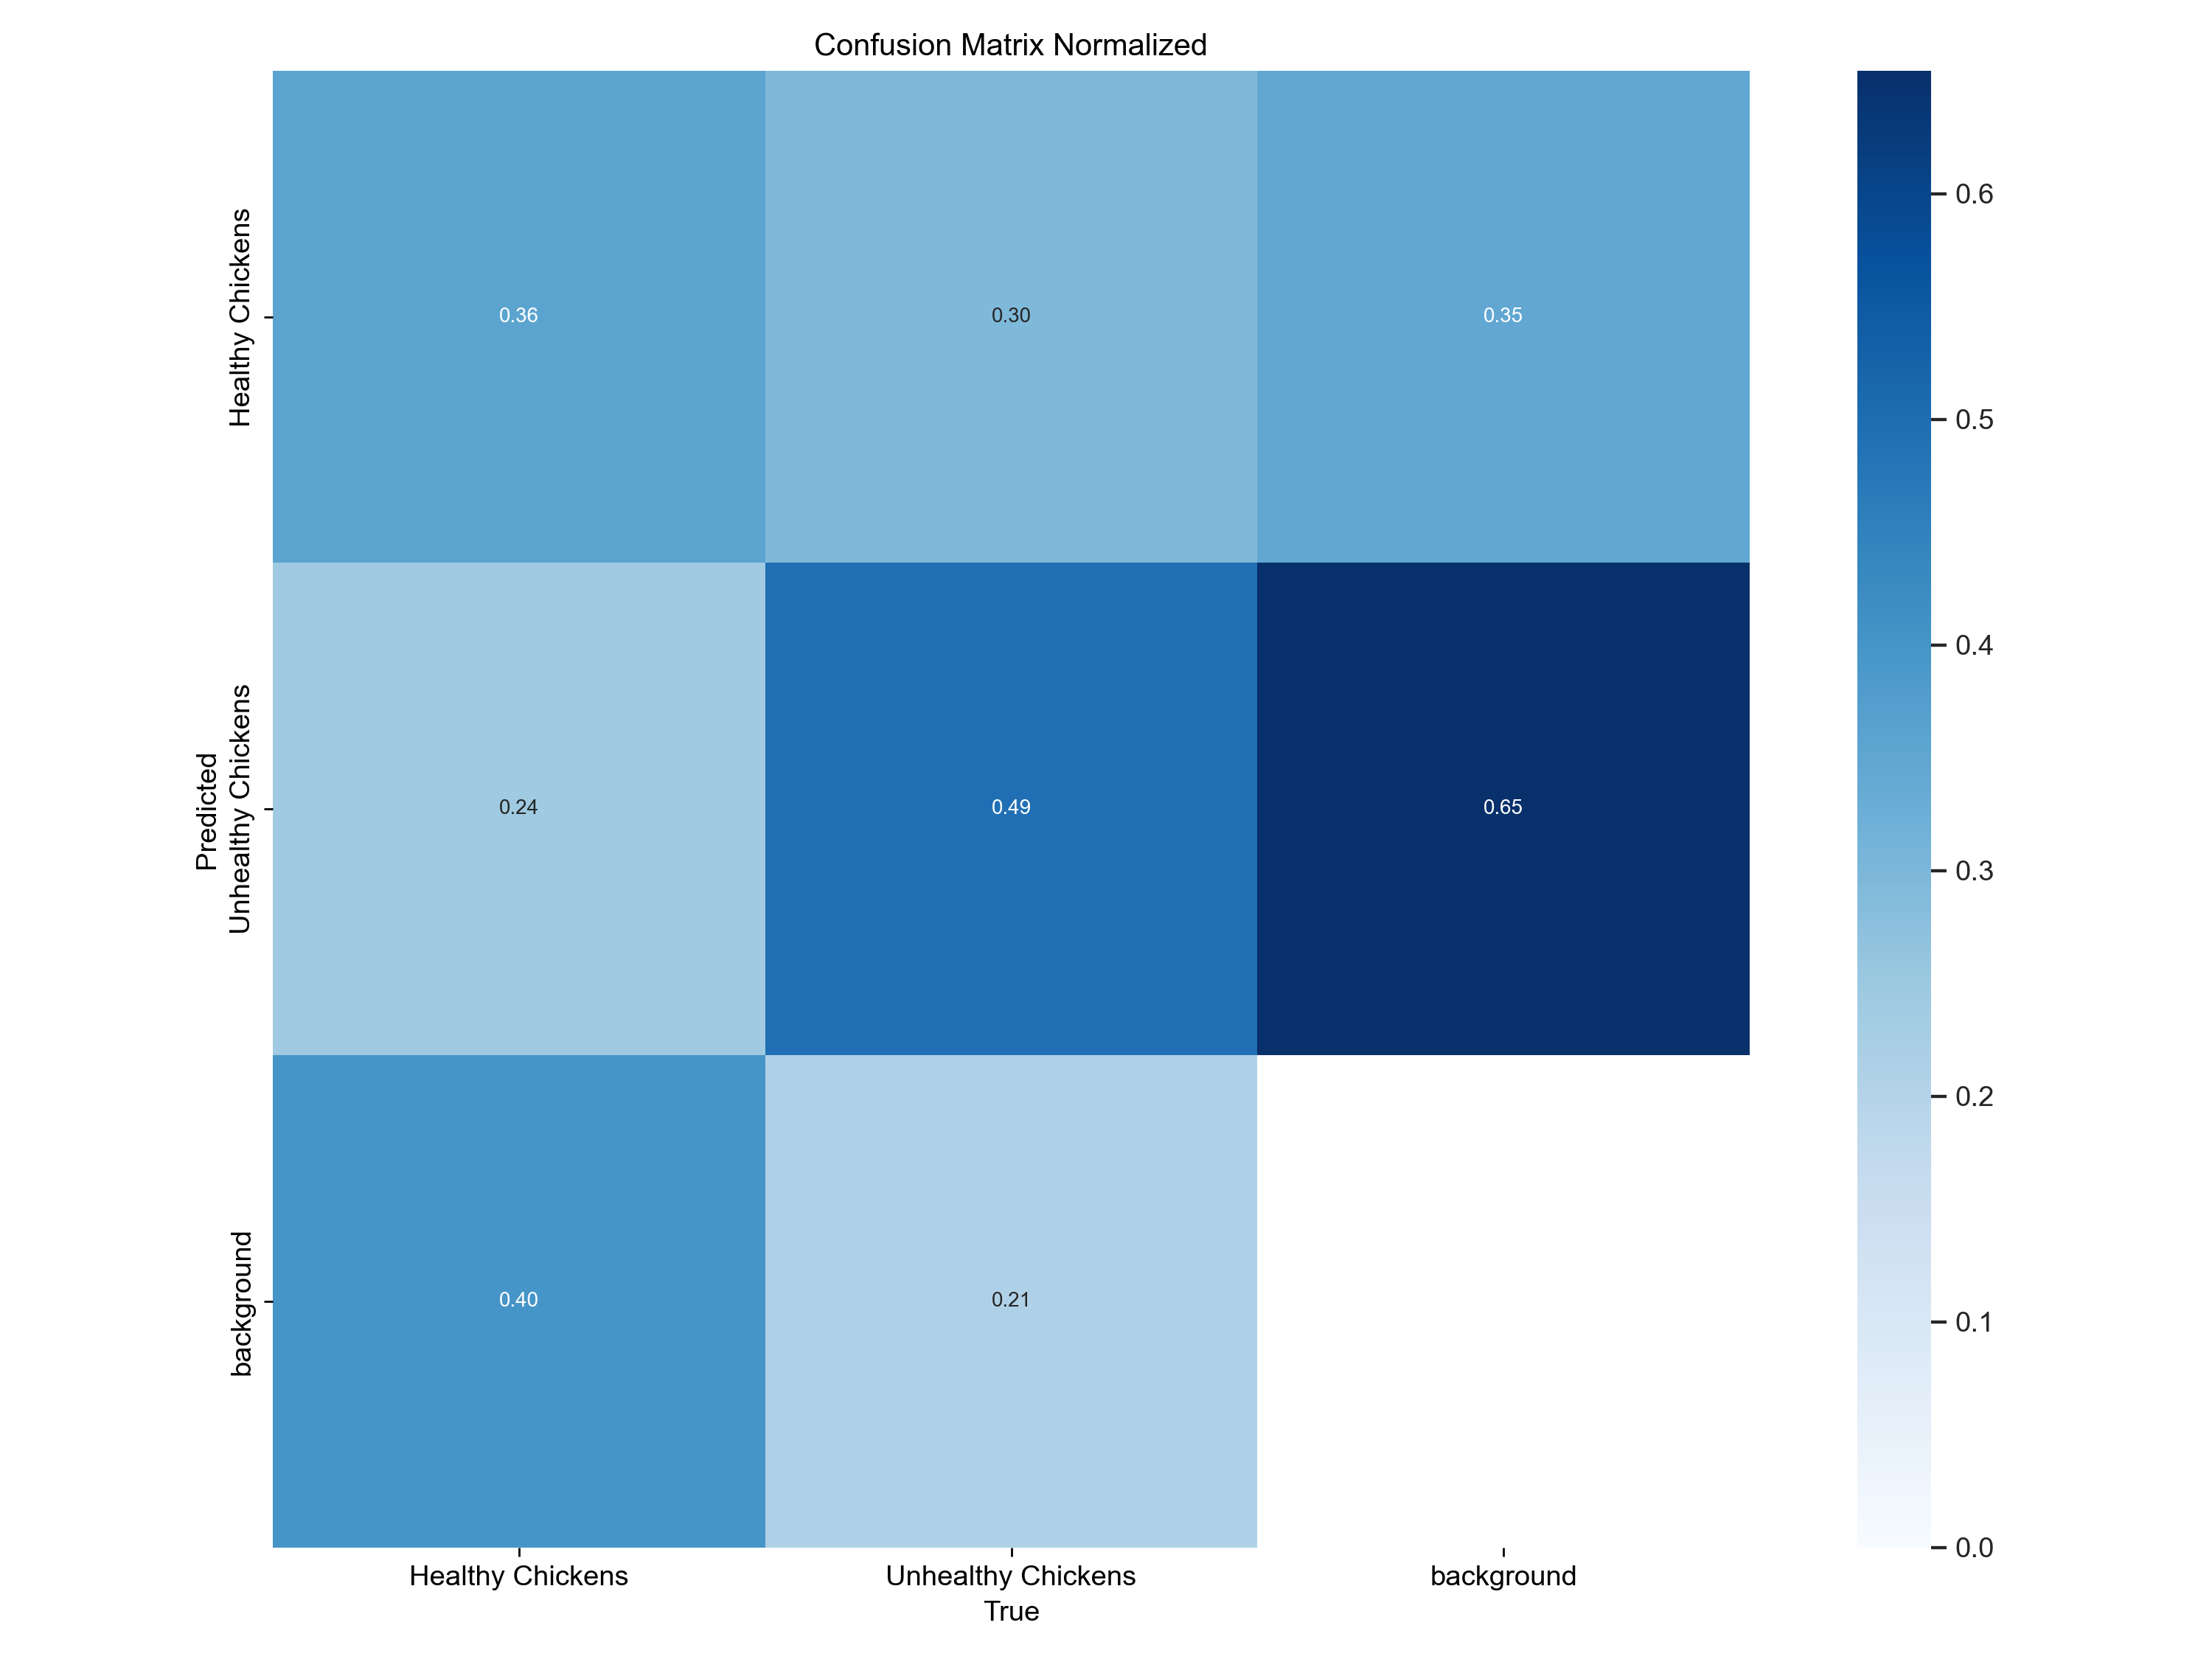 Confusion Matrix Normalized
Predicted
Healthy Chickens
Unhealthy Chickens
background
0.36
0.30
0.35
0.24
0.49
0.65
0.40
0.21
Healthy Chickens
Unhealthy Chickens
background
True
0.6
0.5
0.4
0.3
0.2
0.1
0.0